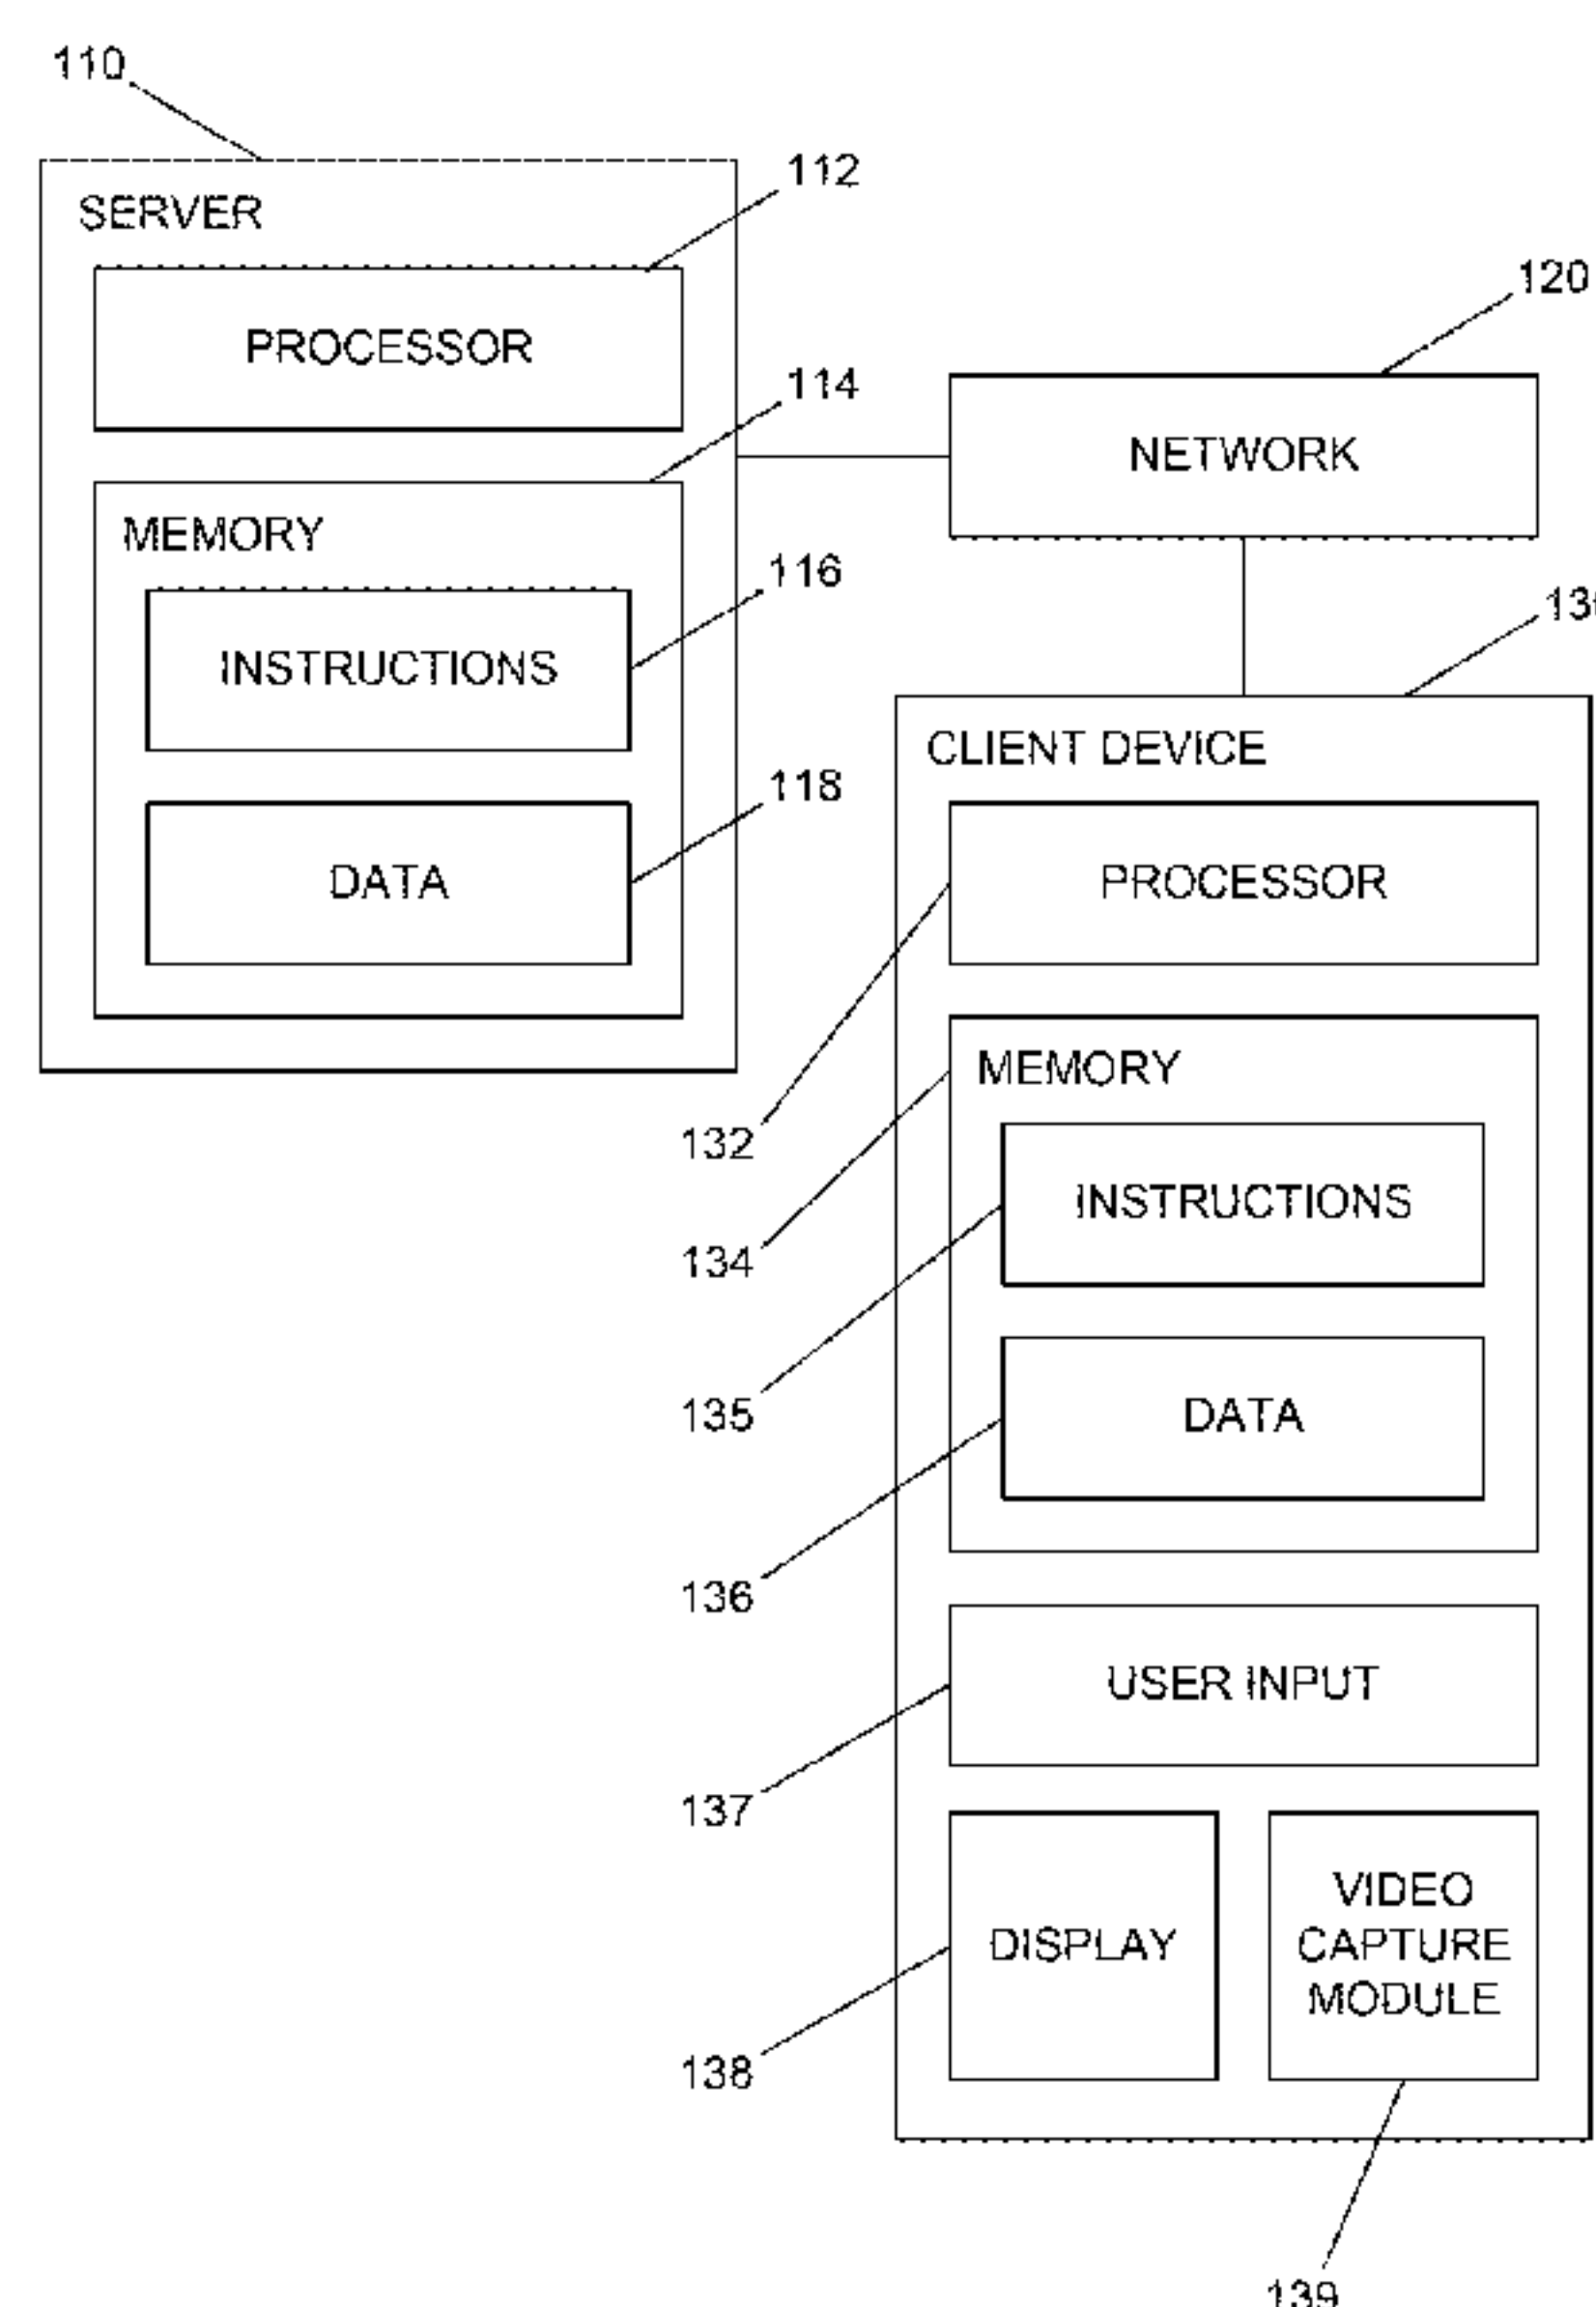 110
SERVER
112
PROCESSOR
120
114
NETWORK
MEMORY
116
INSTRUCTIONS
CLIENT DEVICE
118
DATA
PROCESSOR
MEMORY
132
INSTRUCTIONS
134
135
DATA
136
USER INPUT
137
DISPLAY
VIDEO
CAPTURE
MODULE
138
139